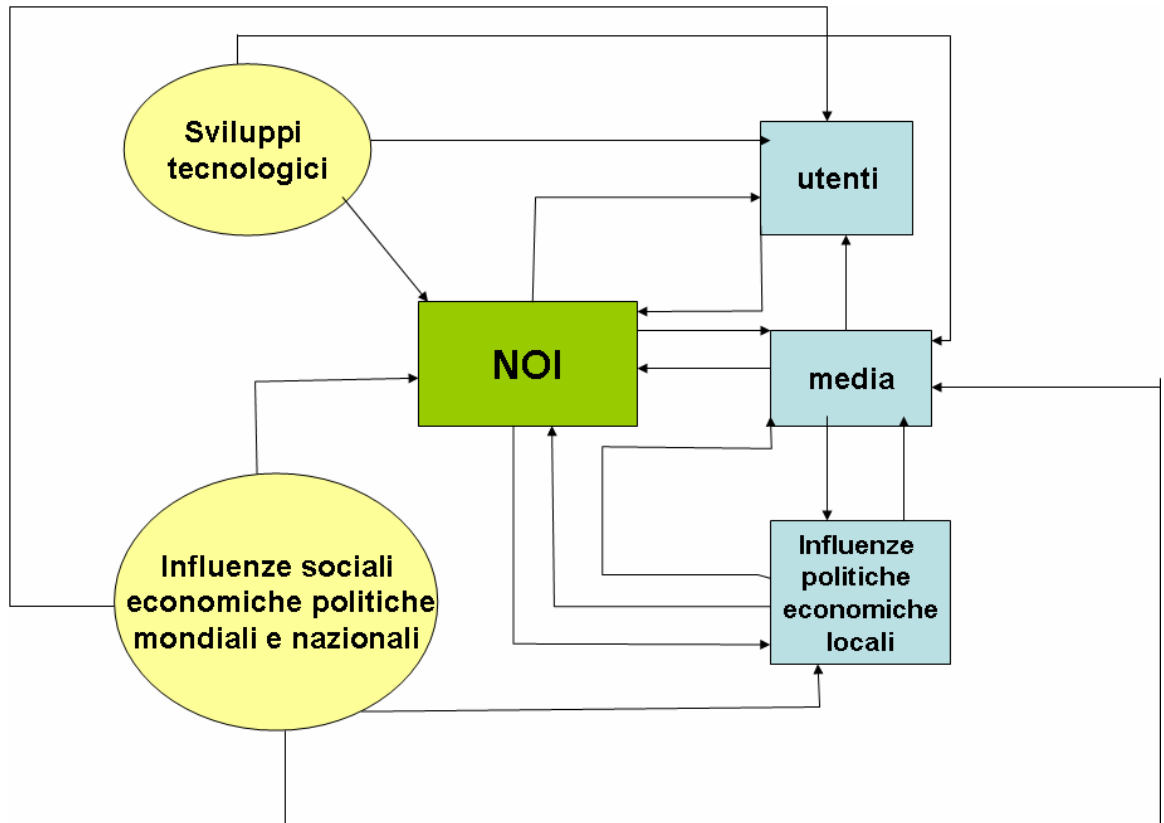 Sviluppi
tecnologici
utenti
NOI
media
Influenze sociali
economiche politiche
mondiali e nazionali
Influenze
politiche
economiche
locali